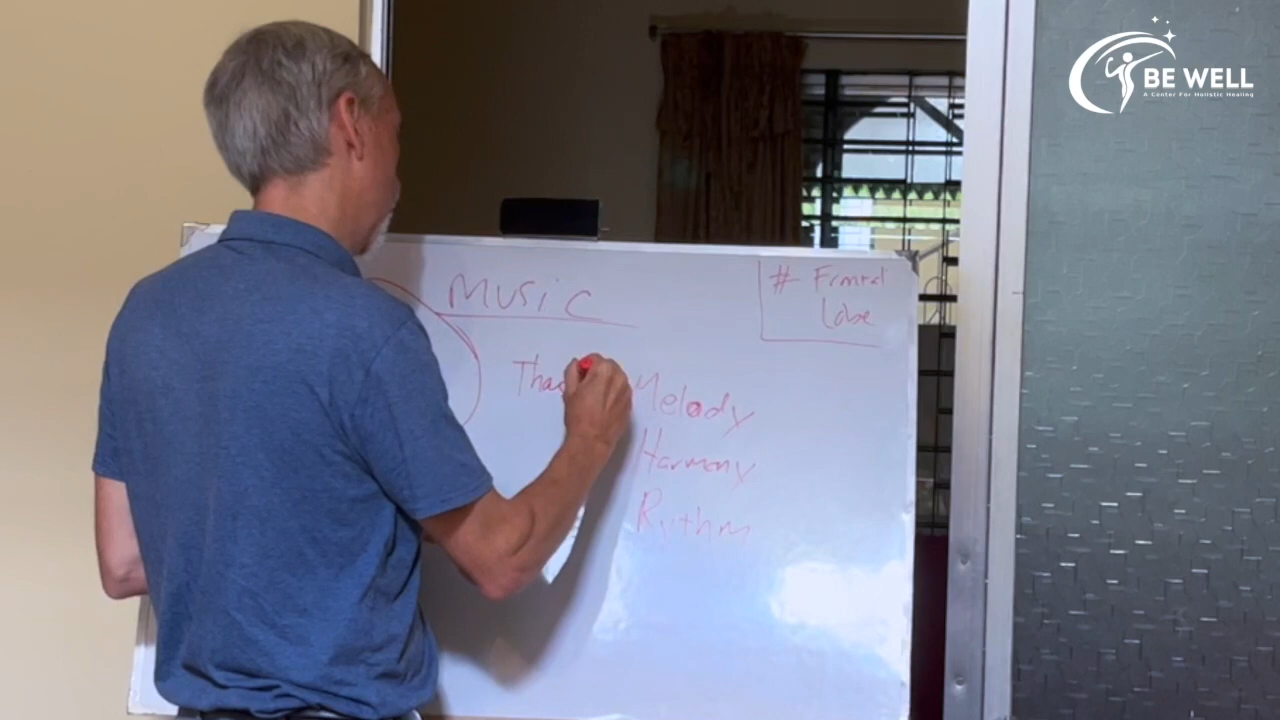 BE WELL
A Center For Holistic Healing
MUSIC
# Frontal
Lobe
Melody
Harmony
Rythm